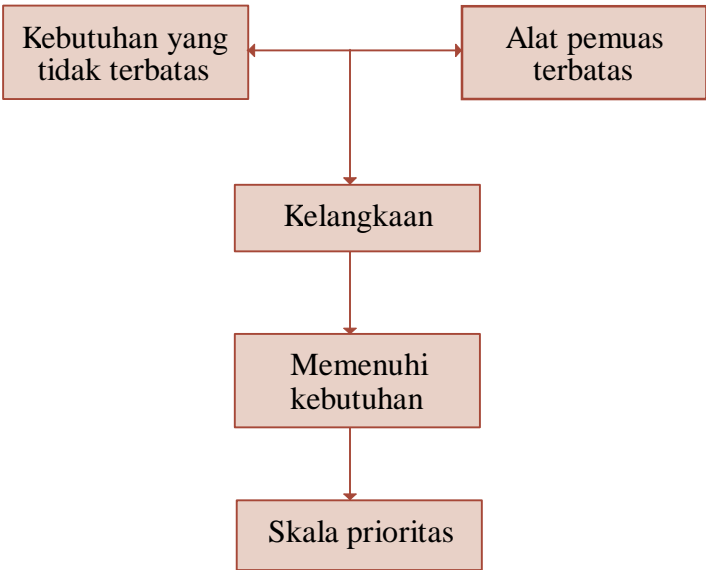 Kebutuhan yang
tidak terbatas
Alat pemuas
terbatas
Kelangkaan
Memenuhi
kebutuhan
Skala prioritas